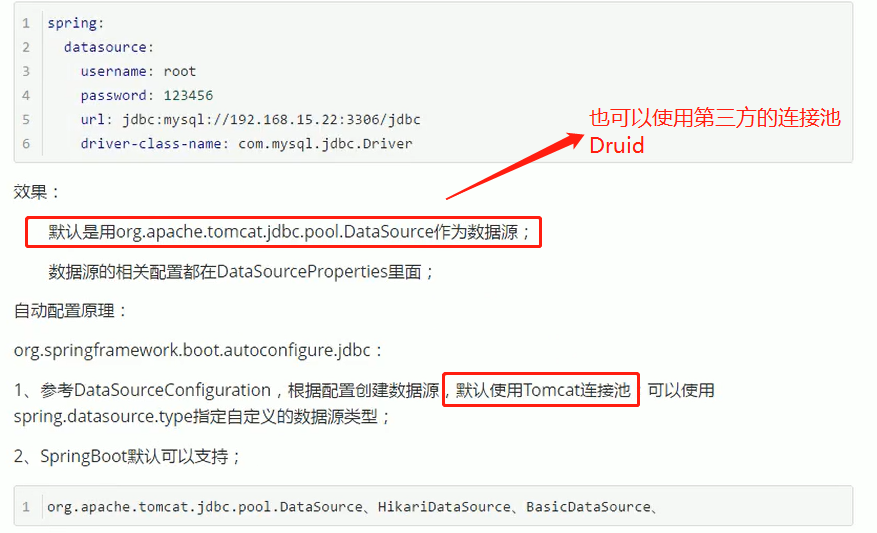 1 spring:
2 datasource:
3 username: root
4 password: 123456
5 url: jdbc:mysql://192.168.15.22:3306/jdbc
6 driver-class-name: com.mysql.jdbc.Driver
也可以使用第三方的连接池
Druid
效果：
默认是用org.apache.tomcat.jdbc.pool.DataSource作为数据源；
数据源的相关配置都在DataSourceProperties里面；
自动配置原理：
org.springframework.boot.autoconfigure.jdbc：
1、参考DataSourceConfiguration，根据配置创建数据源，默认使用Tomcat连接池 可以使用
spring.datasource.type指定自定义的数据源类型；
2、SpringBoot默认可以支持；
1 org.apache.tomcat.jdbc.pool.DataSource、HikariDataSource、BasicDataSource、